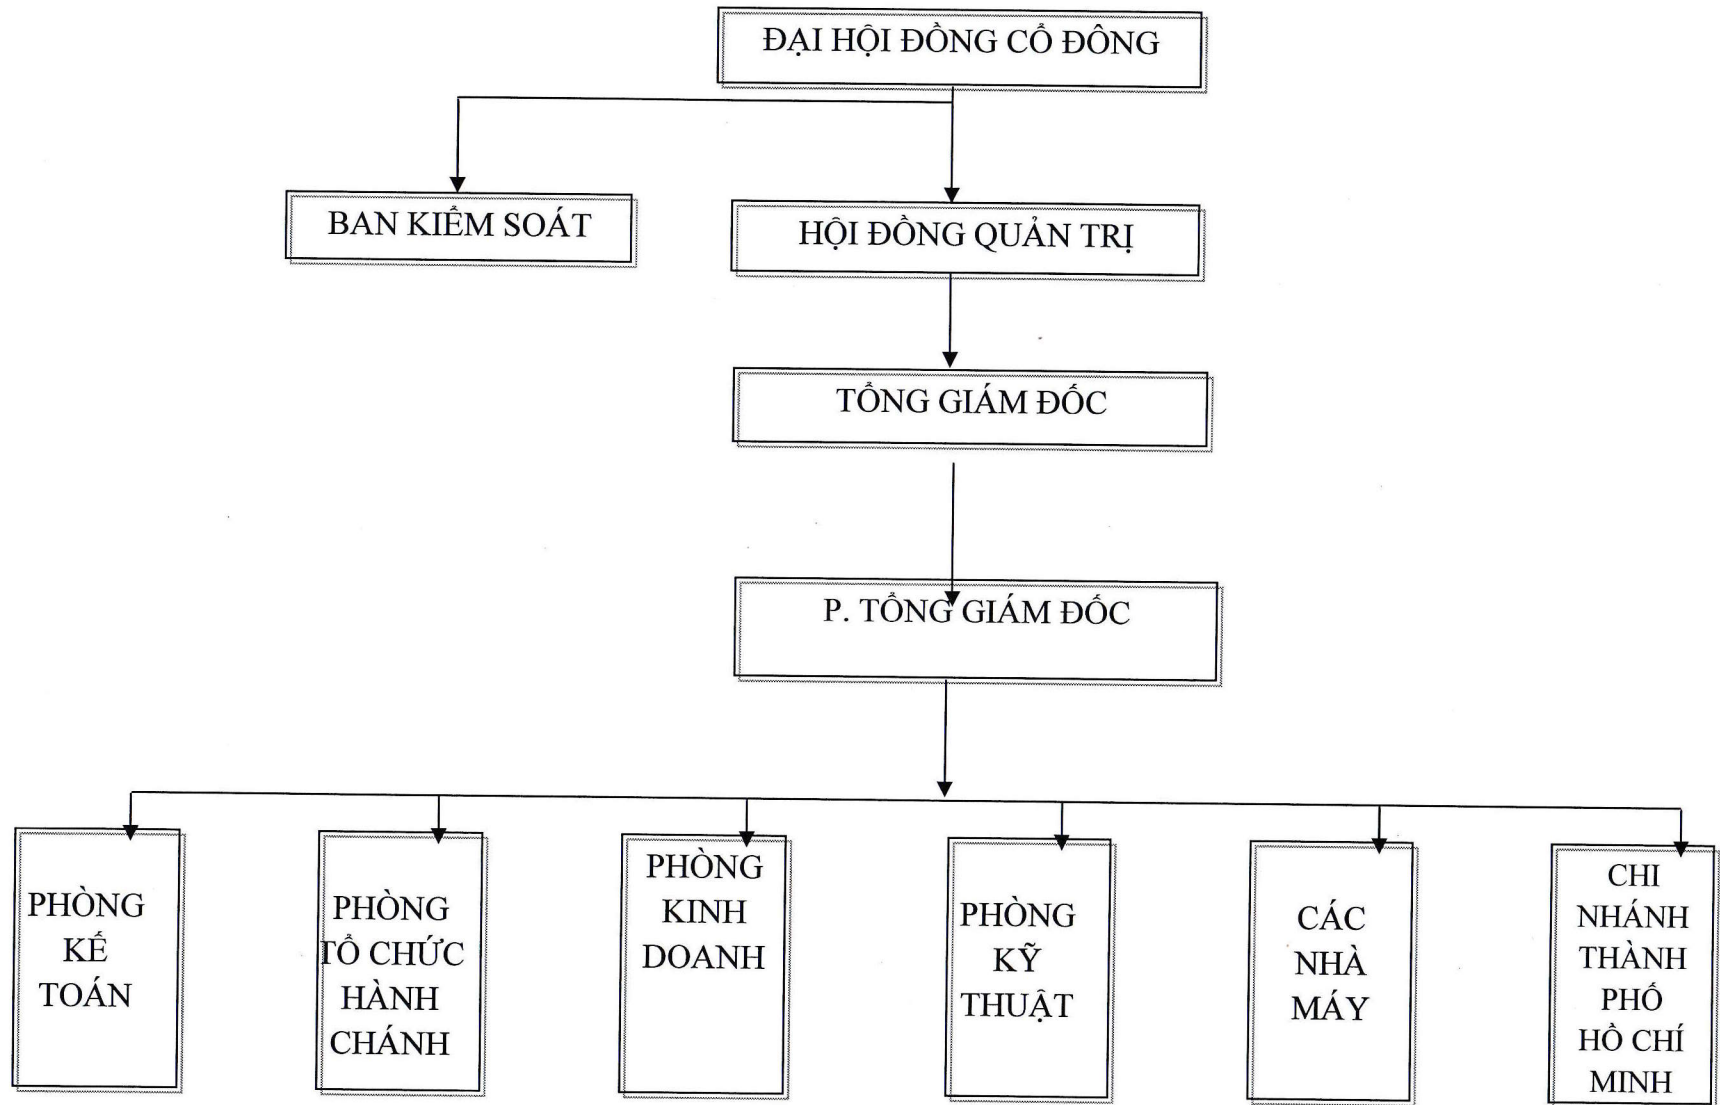 ĐẠI HỘI ĐỒNG CỔ ĐÔNG
BAN KIỂM SOÁT
HỘI ĐỒNG QUẢN TRỊ
TỔNG GIÁM ĐỐC
P. TỔNG GIÁM ĐỐC
PHÒNG
KẾ
TOÁN
PHÒNG
TỔ CHỨC
HÀNH
CHÁNH
PHÒNG
KINH
DOANH
PHÒNG
KỸ
THUẬT
CÁC
NHÀ
MÁY
CHI
NHÁNH
THÀNH
PHỐ
HỒ CHÍ
MINH